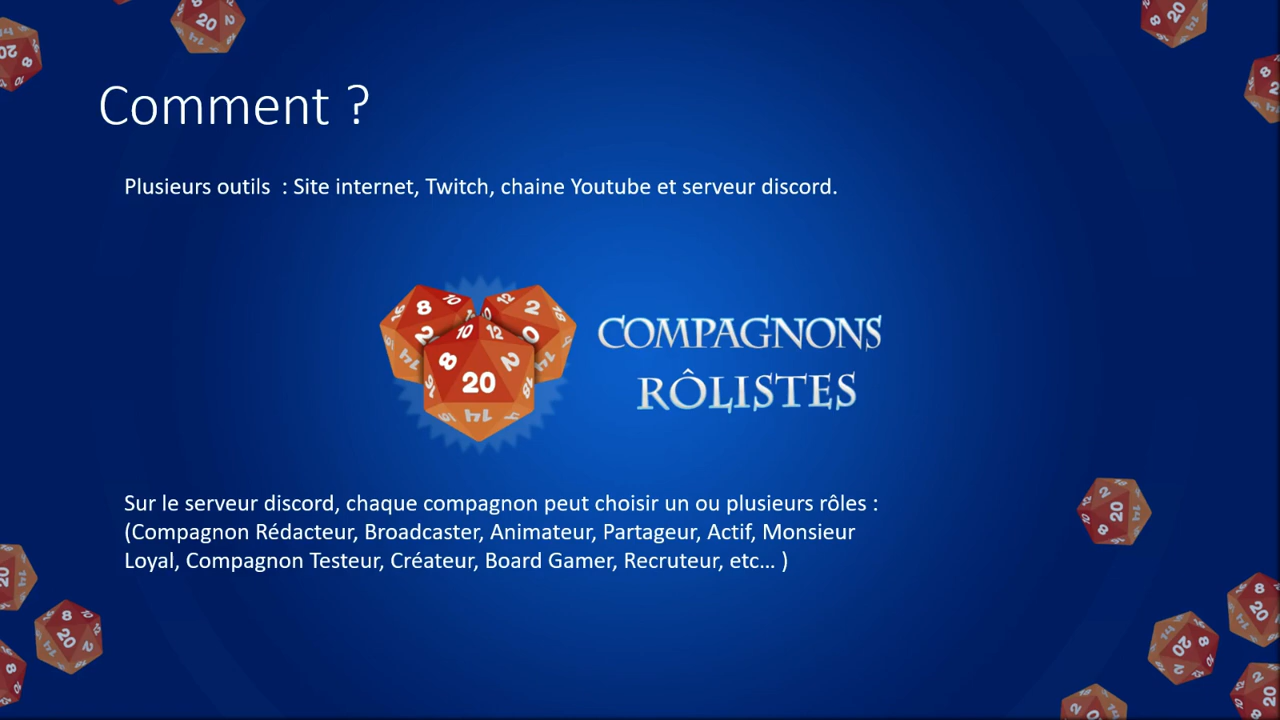 Comment ?
Plusieurs outils  : Site internet, Twitch, chaine Youtube et serveur discord.
COMPAGNONS
RÔLISTES
Sur le serveur discord, chaque compagnon peut choisir un ou plusieurs rôles :
(Compagnon Rédacteur, Broadcaster, Animateur, Partageur, Actif, Monsieur
Loyal, Compagnon Testeur, Créateur, Board Gamer, Recruteur, etc... )